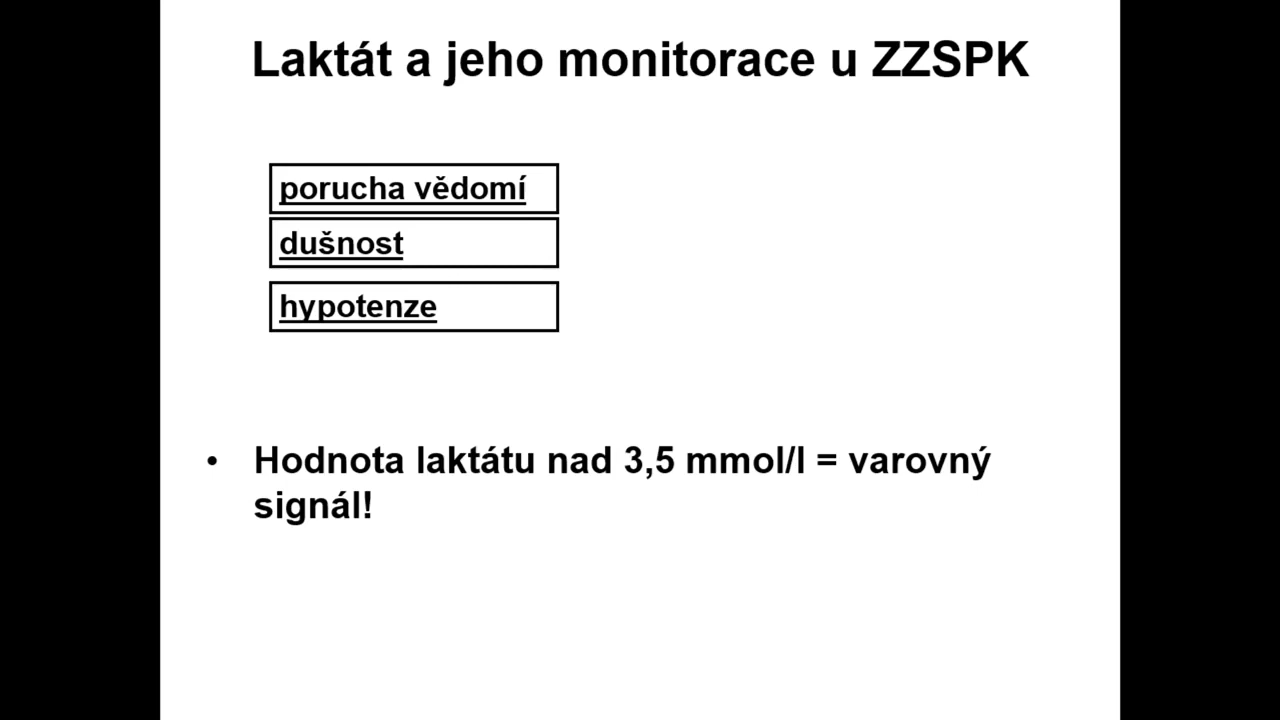 Laktát a jeho monitorace u ZZSPK
porucha vědomí
dušnost
hypotenze
• Hodnota laktátu nad 3,5 mmol/l = varovný
signál!